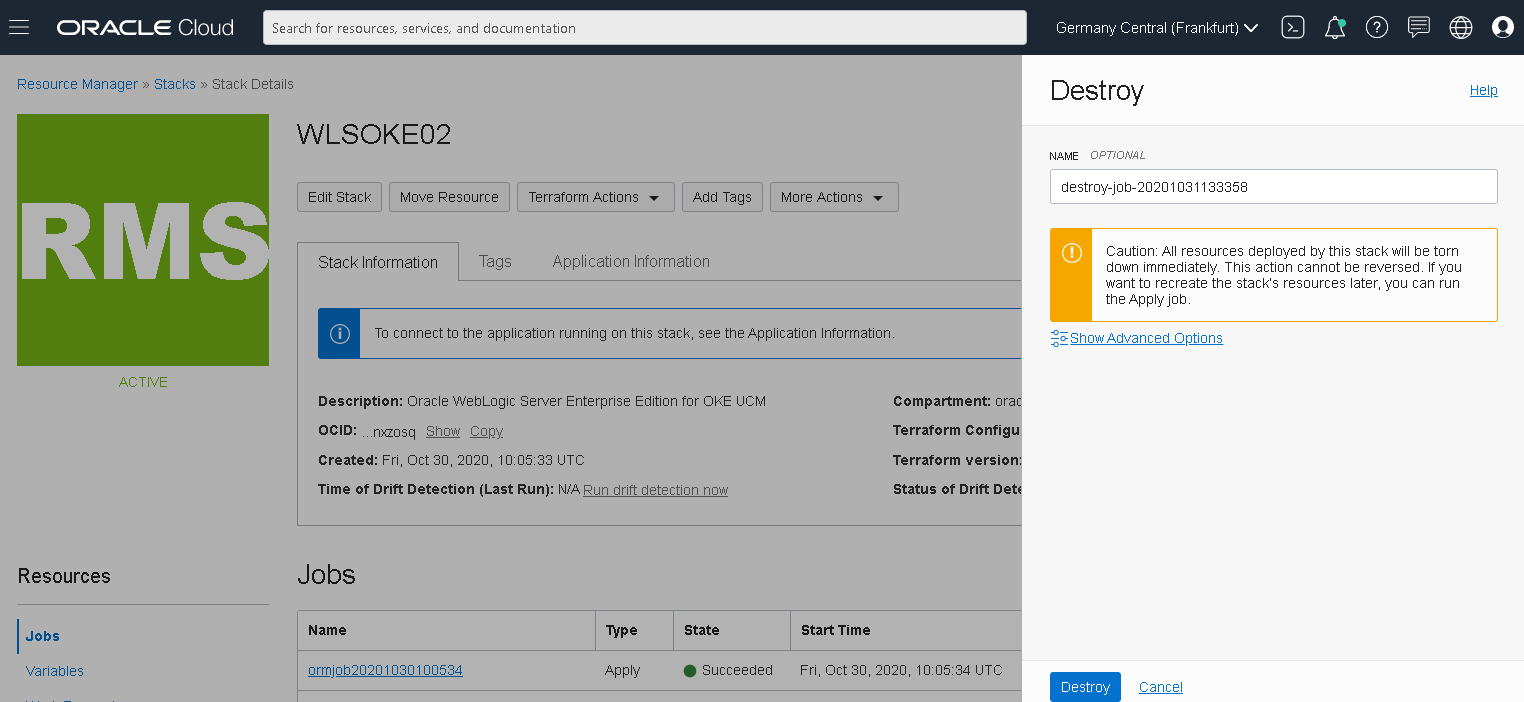 ORACLE Cloud
Search for resources, services, and documentation
Germany Central (Frankfurt)
Resource Manager » Stacks » Stack Details
RMS
ACTIVE
WLSOKE02
Edit Stack
Move Resource
Terraform Actions
Add Tags
More Actions
Stack Information
Tags
Application Information
To connect to the application running on this stack, see the Application Information.
Description: Oracle WebLogic Server Enterprise Edition for OKE UCM
OCID: ...nxzosq Show Copy
Created: Fri, Oct 30, 2020, 10:05:33 UTC
Time of Drift Detection (Last Run): N/A Run drift detection now
Compartment: orac
Terraform Configu
Terraform version:
Status of Drift Dete
Resources
Jobs
Variables
Jobs
Name Type State Start Time
ormjob20201030100534 Apply Succeeded Fri, Oct 30, 2020, 10:05:34 UTC
Destroy
Help
NAME OPTIONAL
destroy-job-20201031133358
Caution: All resources deployed by this stack will be torn
down immediately. This action cannot be reversed. If you
want to recreate the stack's resources later, you can run
the Apply job.
Show Advanced Options
Destroy
Cancel